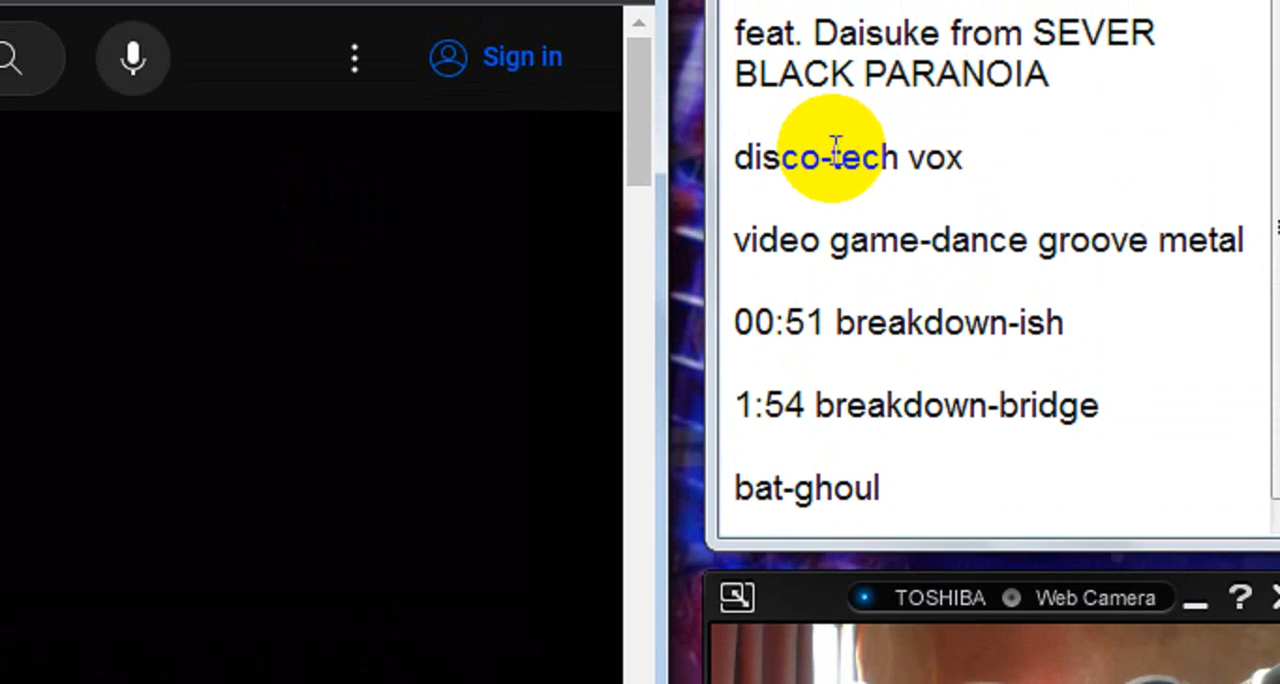 Sign in
feat. Daisuke from SEVER
BLACK PARANOIA
disco-tech vox
video game-dance groove metal
00:51 breakdown-ish
1:54 breakdown-bridge
bat-ghoul
TOSHIBA Web Camera ?